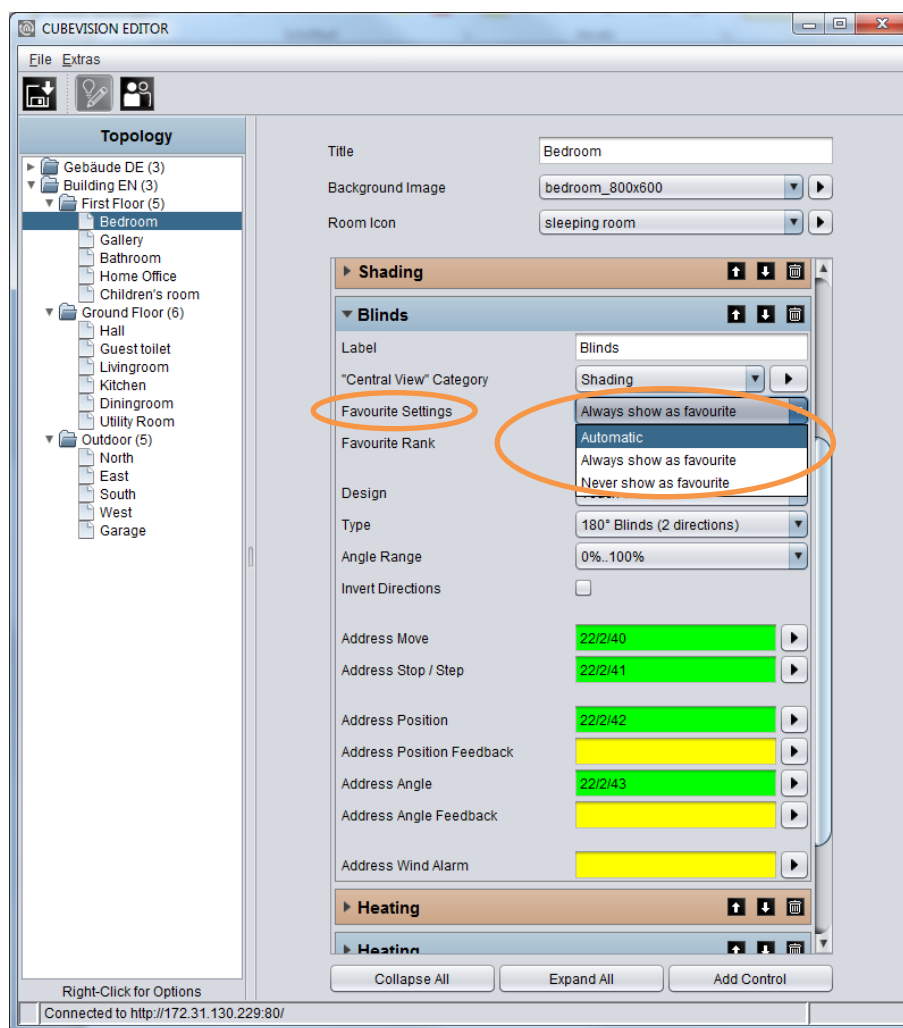 CUBEVISION EDITOR
File Extras
Topology
Gebäude DE (3)
Building EN (3)
First Floor (5)
Bedroom
Gallery
Bathroom
Home Office
Children's room
Ground Floor (6)
Hall
Guest toilet
Livingroom
Kitchen
Diningroom
Utility Room
Outdoor (5)
North
East
South
West
Garage
Right-Click for Options
Title Bedroom
Background Image bedroom_800x600
Room Icon sleeping room
Shading
Blinds
Label Blinds
"Central View" Category Shading
Favourite Settings Always show as favourite
Automatic
Always show as favourite
Never show as favourite
Favourite Rank
Design
Type 180° Blinds (2 directions)
Angle Range 0%..100%
Invert Directions
Address Move 22/2/40
Address Stop / Step 22/2/41
Address Position 22/2/42
Address Position Feedback
Address Angle 22/2/43
Address Angle Feedback
Address Wind Alarm
Heating
Heating
Collapse All Expand All Add Control
Connected to http://172.31.130.229:80/